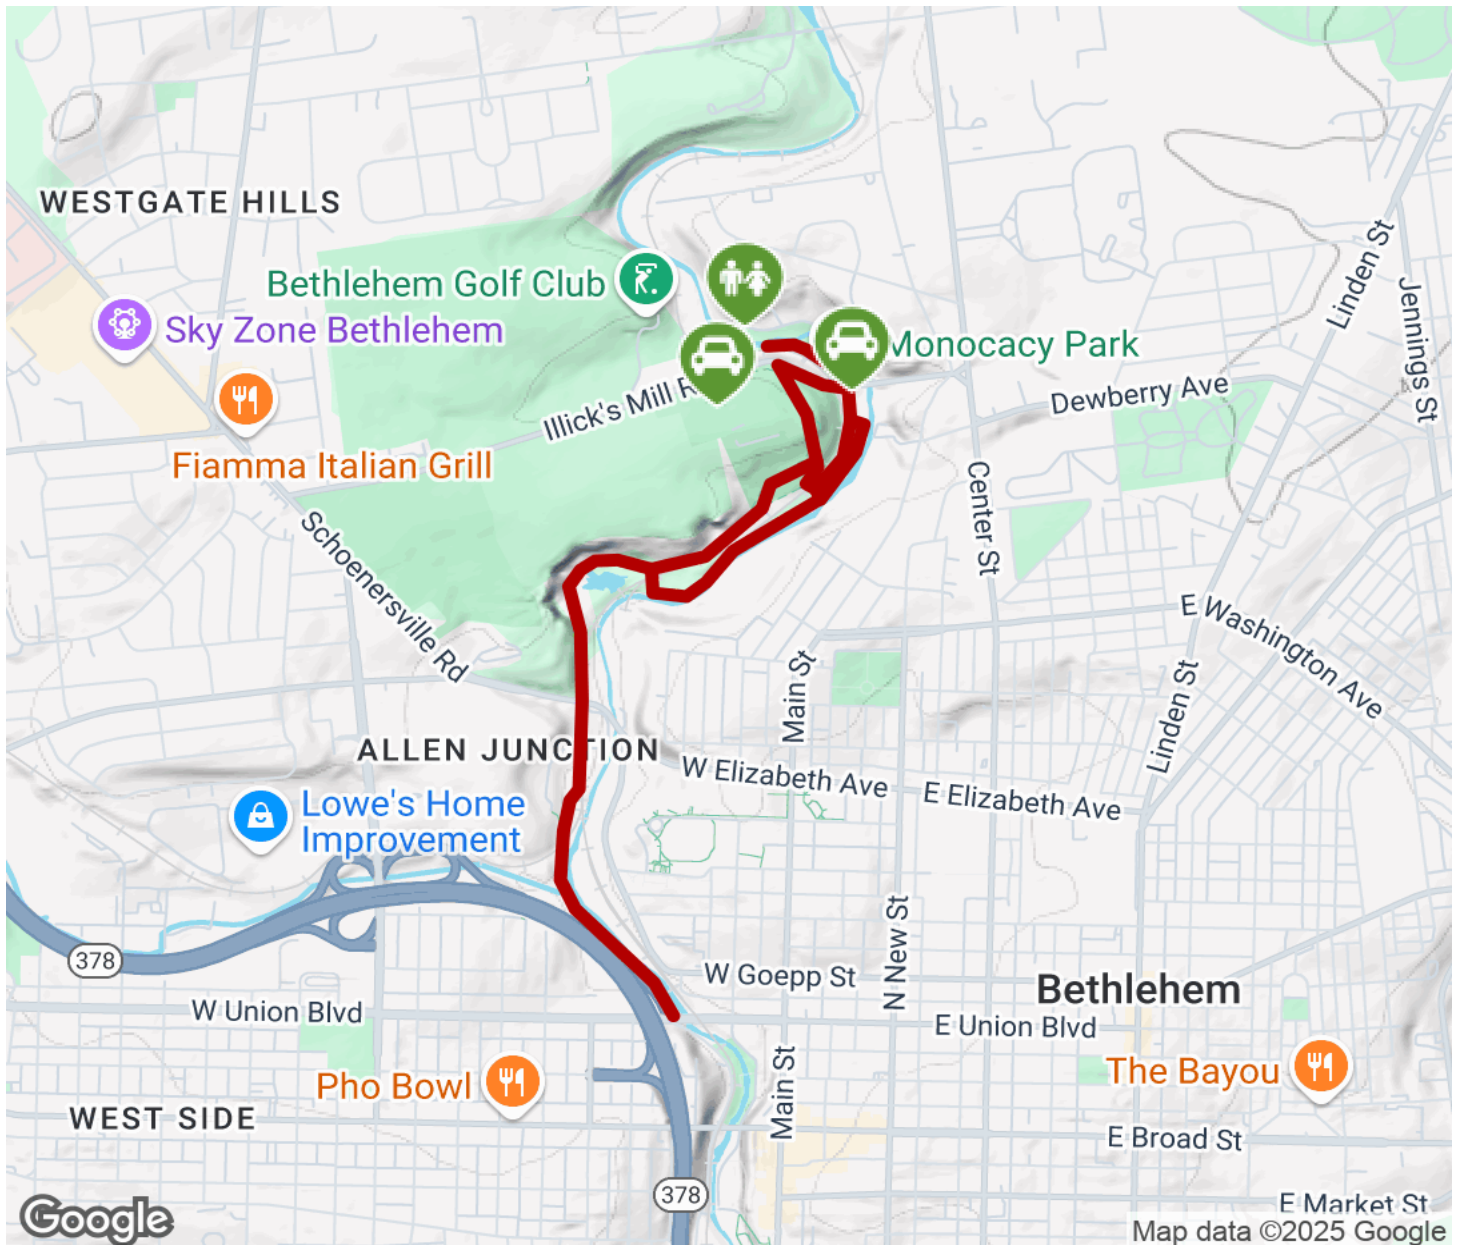 WESTGATE HILLS
Bethlehem Golf Club
Sky Zone Bethlehem
Linden St
Jennings St
Monocacy Park
Illick's Mill R
Dewberry Ave
Fiamma Italian Grill
Center St
Schoenersville Rd
E Washington Ave
Main St
Linden St
ALLEN JUNCTION
W Elizabeth Ave
E Elizabeth Ave
Lowe's Home
Improvement
N New St
378
W Goepp St
Bethlehem
W Union Blvd
E Union Blvd
Pho Bowl
The Bayou
Main St
WEST SIDE
E Broad St
378
E Market St
Google
Map data ©2025 Google